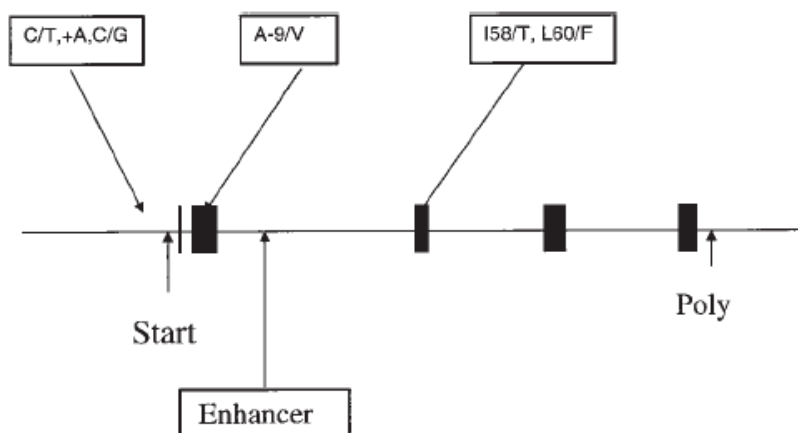 C/T,+A,C/G
A-9/V
I58/T, L60/F
Start
Poly
Enhancer